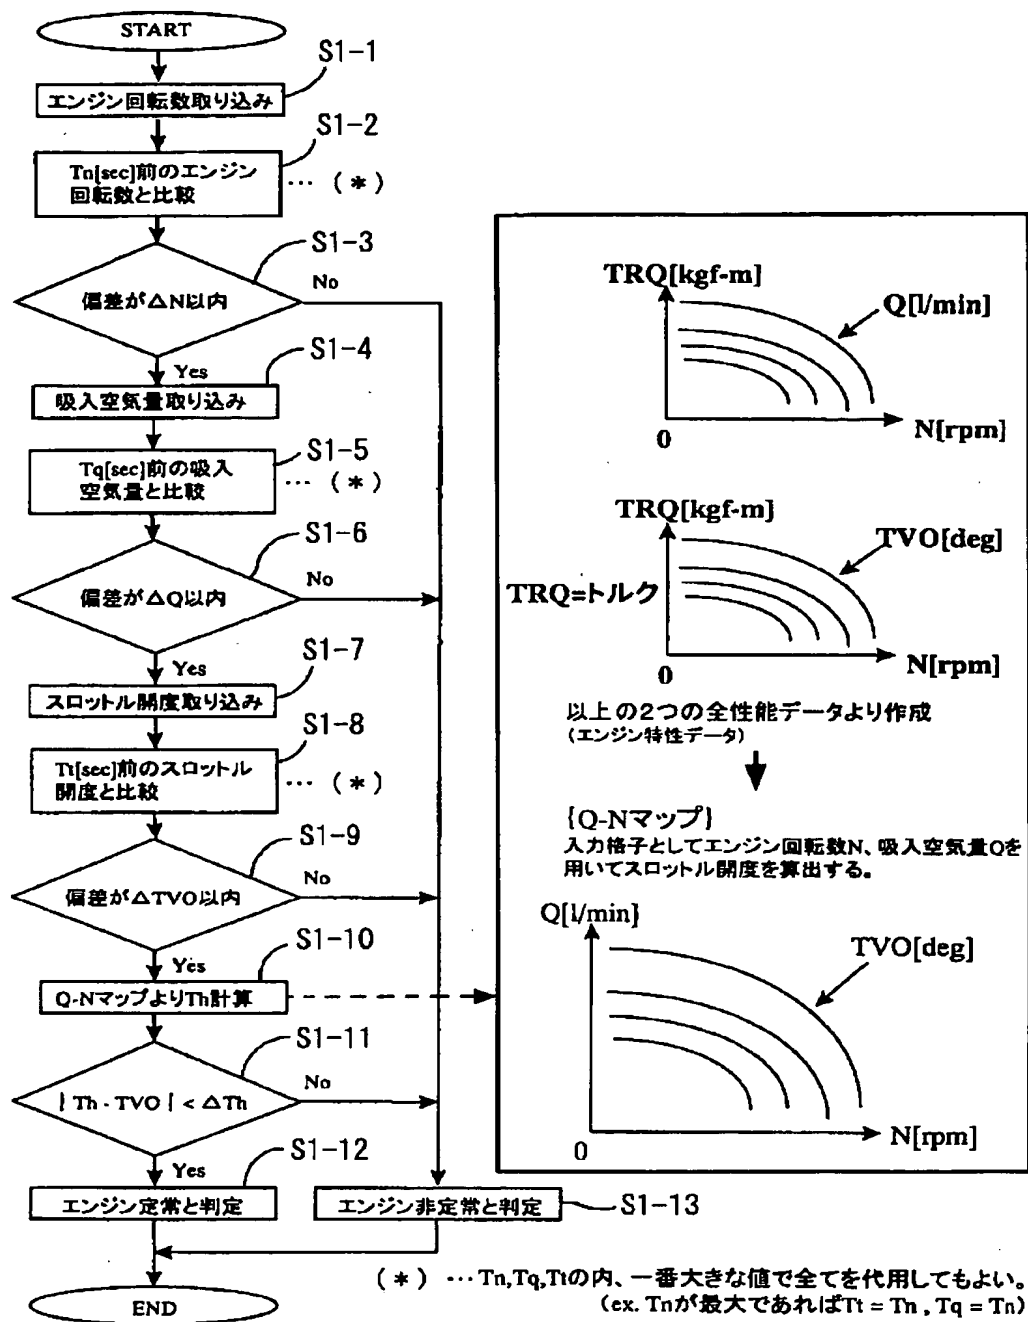 START
S1-1
エンジン回転数取り込み
S1-2
Tn[sec]前のエンジン
回転数と比較
… (*)
S1-3
偏差が△N以内
No
Yes
S1-4
吸入空気量取り込み
S1-5
Tq[sec]前の吸入
空気量と比較
… (*)
S1-6
偏差が△Q以内
No
Yes
S1-7
スロットル開度取り込み
S1-8
Tt[sec]前のスロットル
開度と比較
… (*)
S1-9
偏差が△TVO以内
No
Yes
S1-10
Q-NマップよりTh計算
S1-11
| Th - TVO | < △Th
No
Yes
S1-12
エンジン定常と判定
エンジン非定常と判定
S1-13
END
TRQ[kgf-m]
Q[l/min]
0
N[rpm]
TRQ[kgf-m]
TVO[deg]
TRQ=トルク
0
N[rpm]
以上の2つの全性能データより作成
(エンジン特性データ)
{Q-Nマップ}
入力格子としてエンジン回転数N、吸入空気量Qを
用いてスロットル開度を算出する。
Q[l/min]
TVO[deg]
0
N[rpm]
(*) …Tn,Tq,Ttの内、一番大きな値で全てを代用してもよい。
(ex. Tnが最大であればTt = Tn , Tq = Tn)